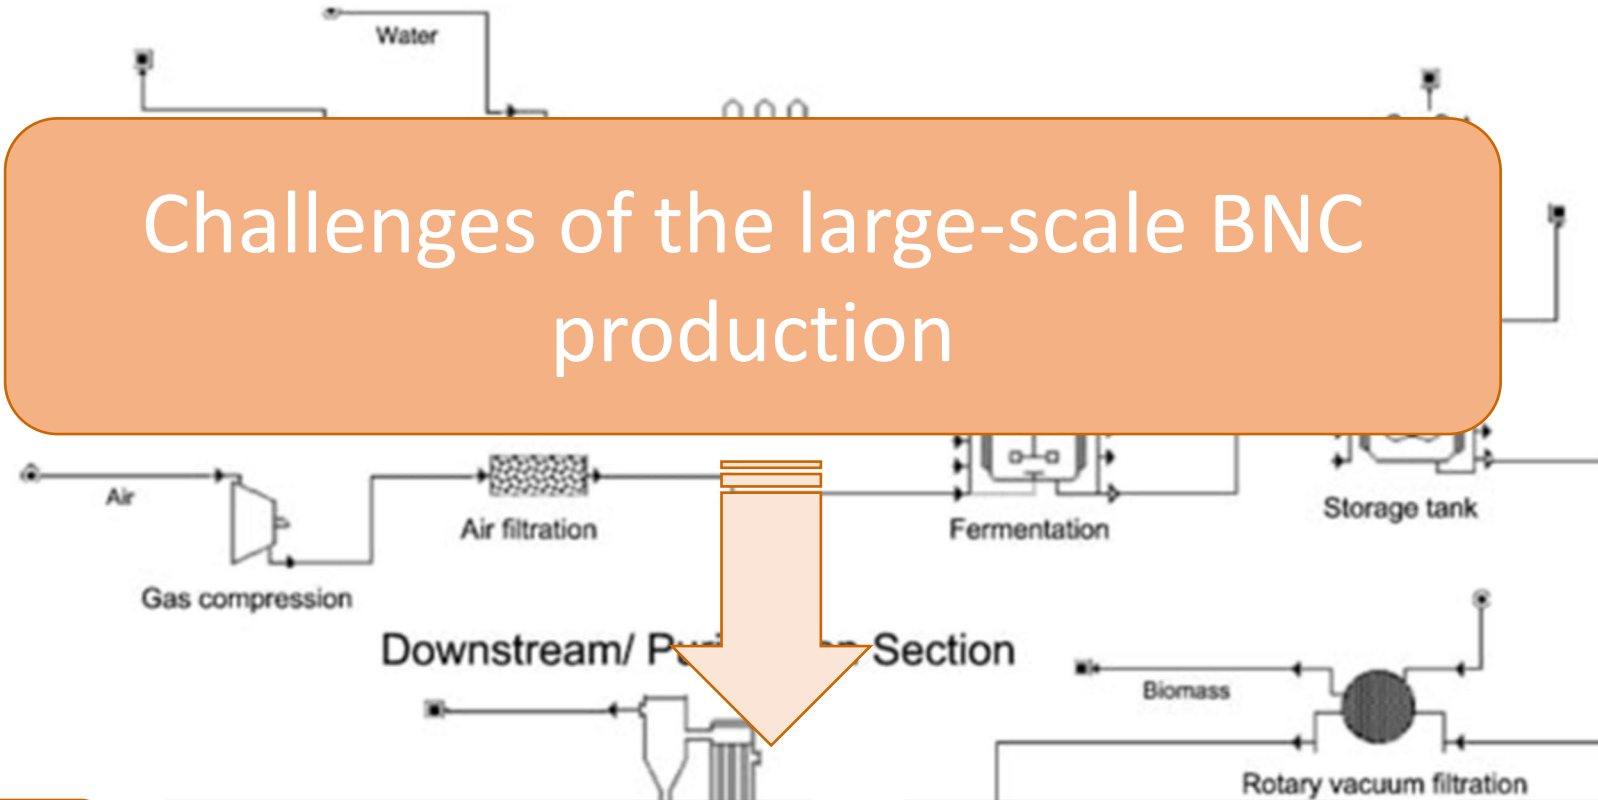 Water
Challenges of the large-scale BNC
production
Air
Air filtration
Fermentation
Storage tank
Gas compression
Downstream/ Section
Biomass
Rotary vacuum filtration